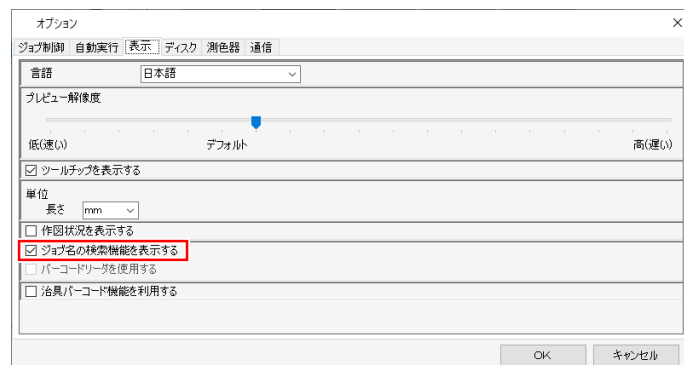 オプション
ジョブ制御 自動実行 表示 ディスク 測色器 通信
言語 日本語
プレビュー解像度
低(速い) デフォルト 高(遅い)
ツールチップを表示する
単位
長さ mm
作図状況を表示する
ジョブ名の検索機能を表示する
バーコードリーダを使用する
治具バーコード機能を利用する
OK キャンセル